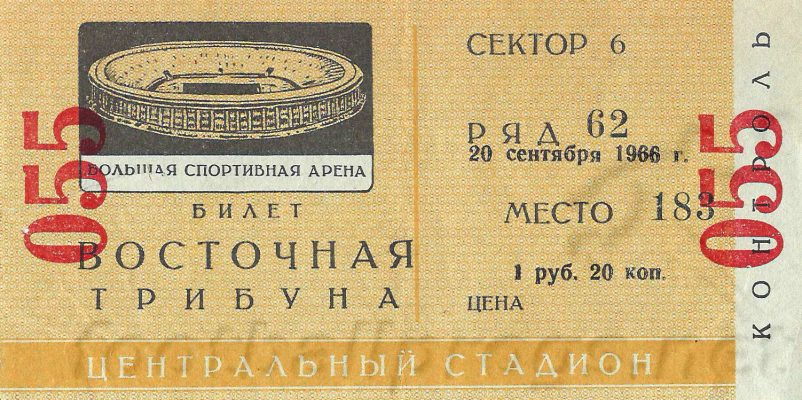 055
БОЛЬШАЯ СПОРТИВНАЯ АРЕНА
БИЛЕТ
ВОСТОЧНАЯ
ТРИБУНА
СЕКТОР 6
РЯД 62
20 сентября 1966 г.
МЕСТО 183
1 руб. 20 коп.
ЦЕНА
055
КОНТРОЛЬ
ЦЕНТРАЛЬНЫЙ СТАДИОН